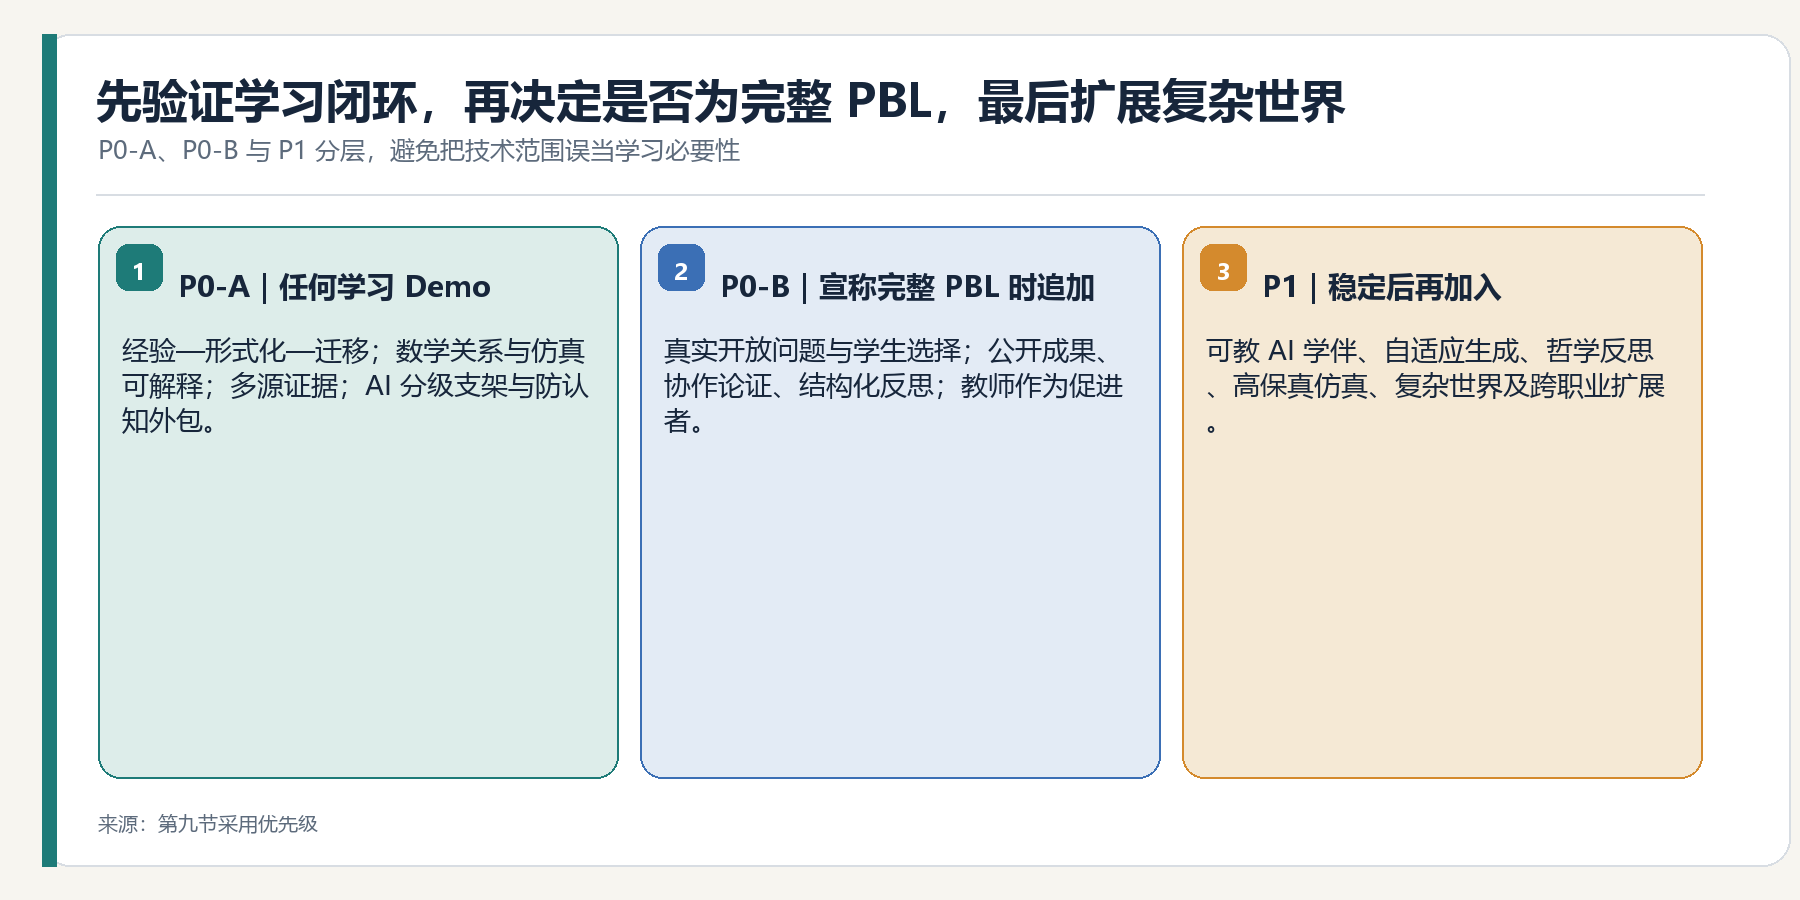 先验证学习闭环，再决定是否为完整 PBL，最后扩展复杂世界
P0-A、P0-B 与 P1 分层，避免把技术范围误当学习必要性
1
P0-A | 任何学习 Demo
经验—形式化—迁移；数学关系与仿真
可解释；多源证据；AI 分级支架与防认
知外包。
2
P0-B | 宣称完整 PBL 时追加
真实开放问题与学生选择；公开成果、
协作论证、结构化反思；教师作为促进
者。
3
P1 | 稳定后再加入
可教 AI 学伴、自适应生成、哲学反思
、高保真仿真、复杂世界及跨职业扩展
。
来源：第九节采用优先级